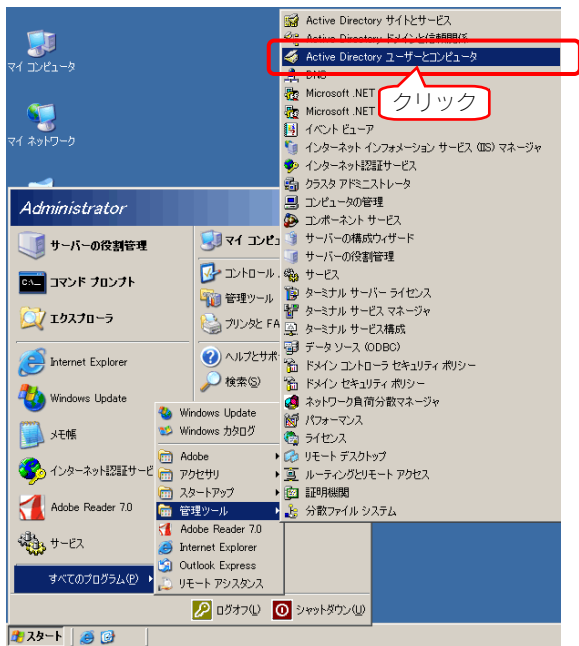 マイ コンピュータ
マイ ネットワーク
Administrator
サーバーの役割管理
コマンド プロンプト
エクスプローラ
Internet Explorer
Windows Update
メモ帳
インターネット認証サービ
Adobe Reader 7.0
サービス
すべてのプログラム(P)
マイ コンピ
コントロール
管理ツール
プリンタと FA
ヘルプとサポ
検索(S)
ログオフ(L)
シャットダウン(U)
スタート
Windows Update
Windows カタログ
Adobe
アクセサリ
スタートアップ
管理ツール
Adobe Reader 7.0
Internet Explorer
Outlook Express
リモート アシスタンス
Active Directory サイトとサービス
Active Directory ドメインと信頼関係
Active Directory ユーザーとコンピュータ
DNS
Microsoft .NET
Microsoft .NET
クリック
イベント ビューア
インターネット インフォメーション サービス (IIS) マネージャ
インターネット認証サービス
クラスタ アドミニストレータ
コンピュータの管理
コンポーネント サービス
サーバーの構成ウィザード
サーバーの役割管理
サービス
ターミナル サーバー ライセンス
ターミナル サービス マネージャ
ターミナル サービス構成
データ ソース (ODBC)
ドメイン コントローラ セキュリティ ポリシー
ドメイン セキュリティ ポリシー
ネットワーク負荷分散マネージャ
パフォーマンス
ライセンス
リモート デスクトップ
ルーティングとリモート アクセス
証明機関
分散ファイル システム